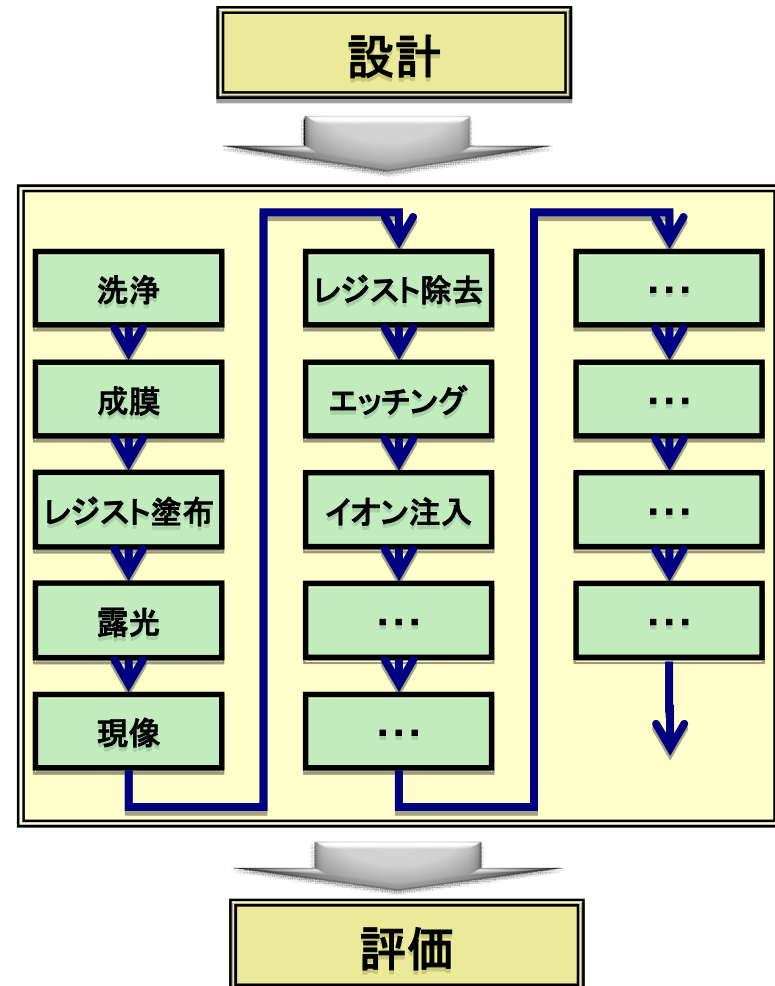 設計
洗浄
成膜
レジスト塗布
露光
現像
レジスト除去
エッチング
イオン注入
･･･
･･･
･･･
･･･
･･･
･･･
評価